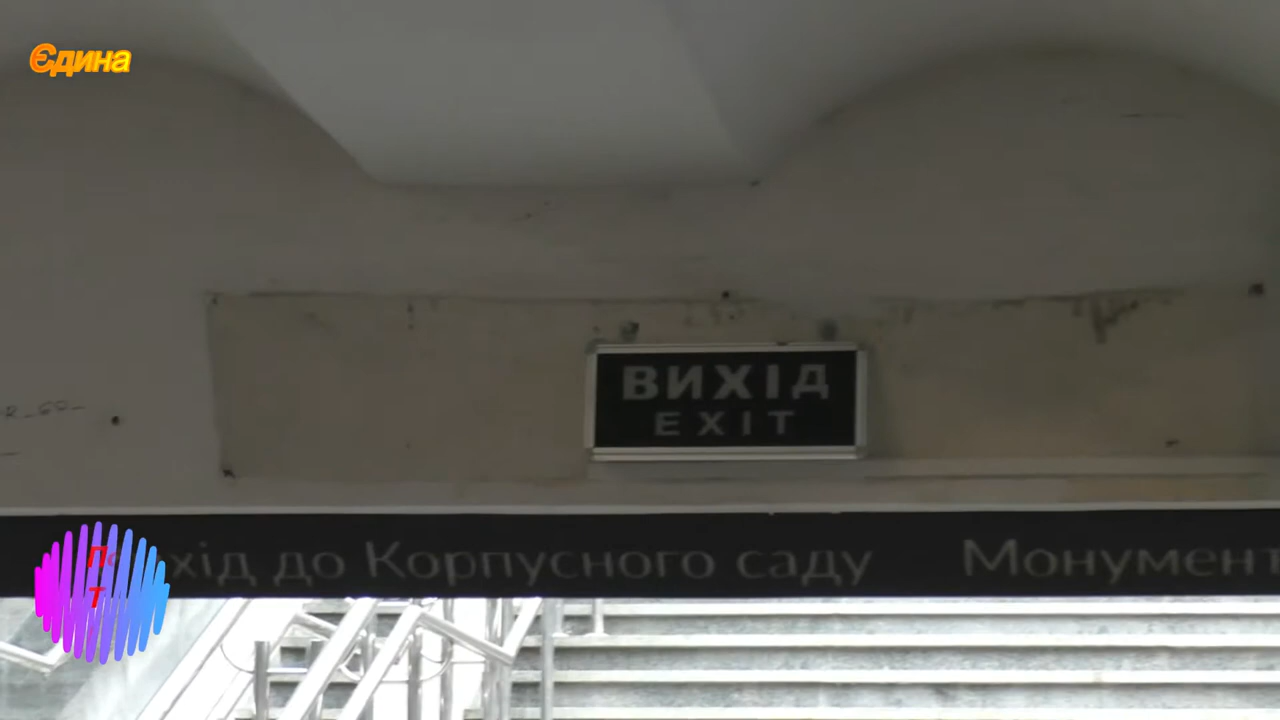 Єдина
ВИХІД
EXIT
хід до Корпусного саду Монумент
П
Т